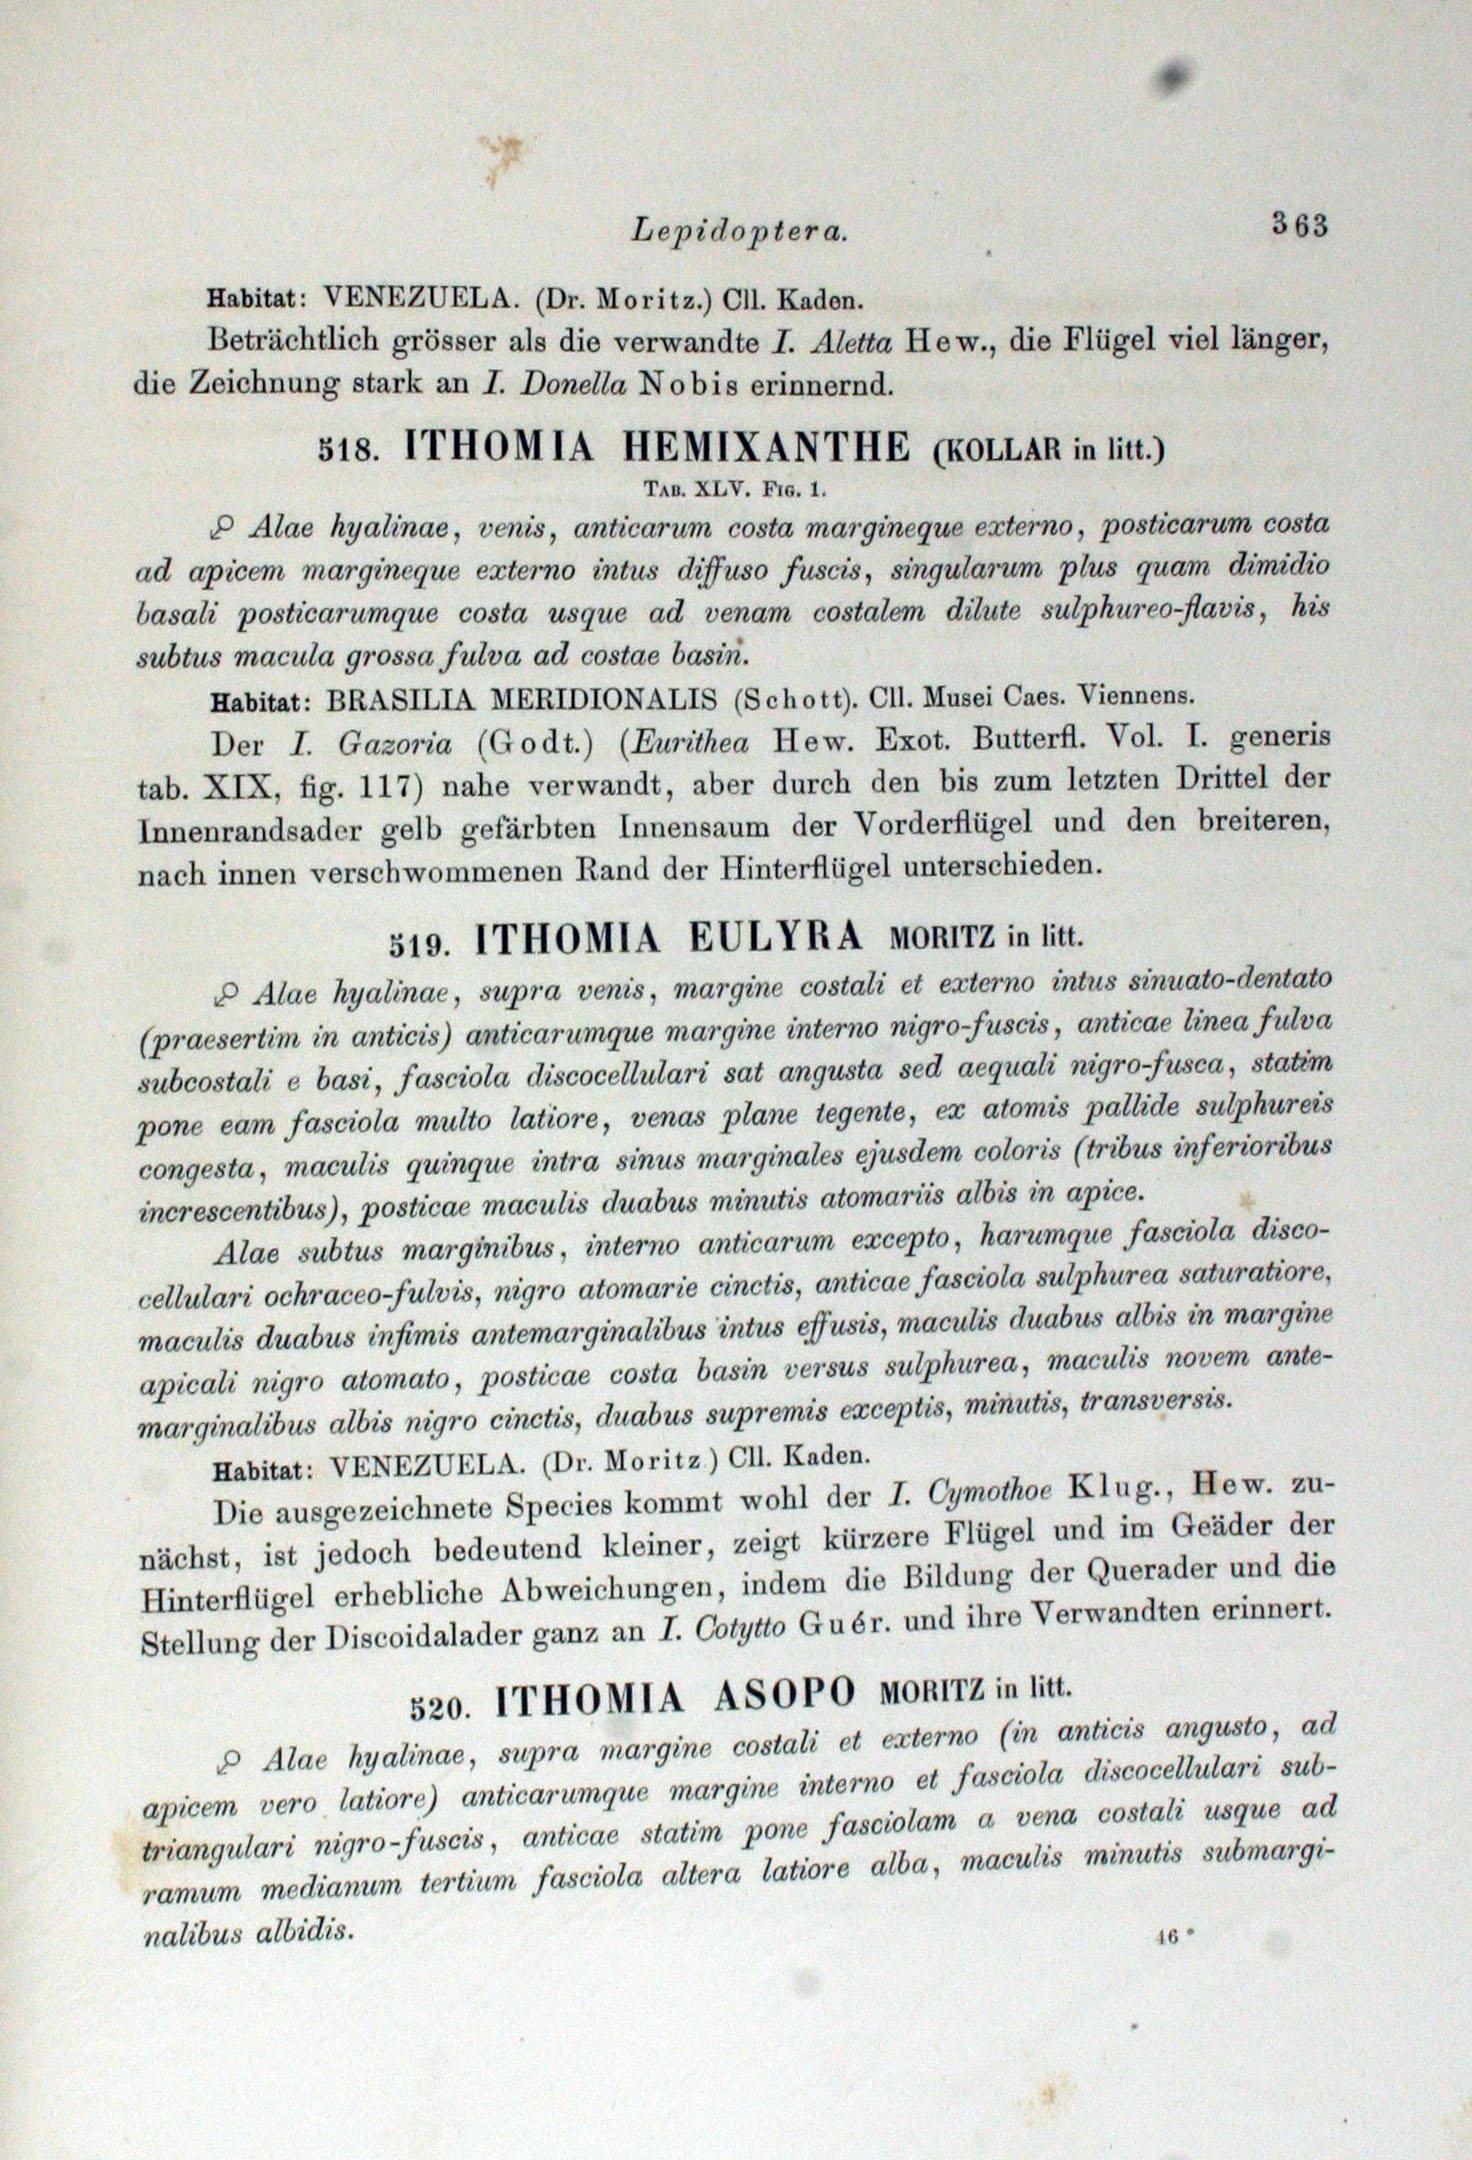 Lepidoptera. 363
Habitat: VENEZUELA. (Dr. Moritz.) Cll. Kaden.
Beträchtlich grösser als die verwandte I. Aletta Hew., die Flügel viel länger,
die Zeichnung stark an I. Donella Nobis erinnernd.
518. ITHOMIA HEMIXANTHE (KOLLAR in litt.)
TAB. XLV. FIG. 1.
Alae hyalinae, venis, anticarum costa margineque externo, posticarum costa
ad apicem margineque externo intus diffuso fuscis, singularum plus quam dimidio
basali posticarumque costa usque ad venam costalem dilute sulphureo-flavis, his
subtus macula grossa fulva ad costae basin.
Habitat: BRASILIA MERIDIONALIS (Schott). Cll. Musei Caes. Viennens.
Der I. Gazoria (Godt.) (Eurithea Hew. Exot. Butterfl. Vol. I. generis
tab. XIX, fig. 117) nahe verwandt, aber durch den bis zum letzten Drittel der
Innenrandsader gelb gefärbten Innensaum der Vorderflügel und den breiteren,
nach innen verschwommenen Rand der Hinterflügel unterschieden.
519. ITHOMIA EULYRA MORITZ in litt.
Alae hyalinae, supra venis, margine costali et externo intus sinuato-dentato
(praesertim in anticis) anticarumque margine interno nigro-fuscis, anticae linea fulva
subcostali e basi, fasciola discocellulari sat angusta sed aequali nigro-fusca, statim
pone eam fasciola multo latiore, venas plane tegente, ex atomis pallide sulphureis
congesta, maculis quinque intra sinus marginales ejusdem coloris (tribus inferioribus
increscentibus), posticae maculis duabus minutis atomariis albis in apice.
Alae subtus marginibus, interno anticarum excepto, harumque fasciola disco-
cellulari ochraceo-fulvis, nigro atomarie cinctis, anticae fasciola sulphurea saturatiore,
maculis duabus infimis antemarginalibus intus effusis, maculis duabus albis in margine
apicali nigro atomato, posticae costa basin versus sulphurea, maculis novem ante-
marginalibus albis nigro cinctis, duabus supremis exceptis, minutis, transversis.
Habitat: VENEZUELA. (Dr. Moritz) Cll. Kaden.
Die ausgezeichnete Species kommt wohl der I. Cymothoe Klug., Hew. zu-
nächst, ist jedoch bedeutend kleiner, zeigt kürzere Flügel und im Geäder der
Hinterflügel erhebliche Abweichungen, indem die Bildung der Querader und die
Stellung der Discoidalader ganz an I. Cotytto Guér. und ihre Verwandten erinnert.
520. ITHOMIA ASOPO MORITZ in litt.
Alae hyalinae, supra margine costali et externo (in anticis angusto, ad
apicem vero latiore) anticarumque margine interno et fasciola discocellulari sub-
triangulari nigro-fuscis, anticae statim pone fasciolam a vena costali usque ad
ramum medianum tertium fasciola altera latiore alba, maculis minutis submargi-
nalibus albidis.
46*